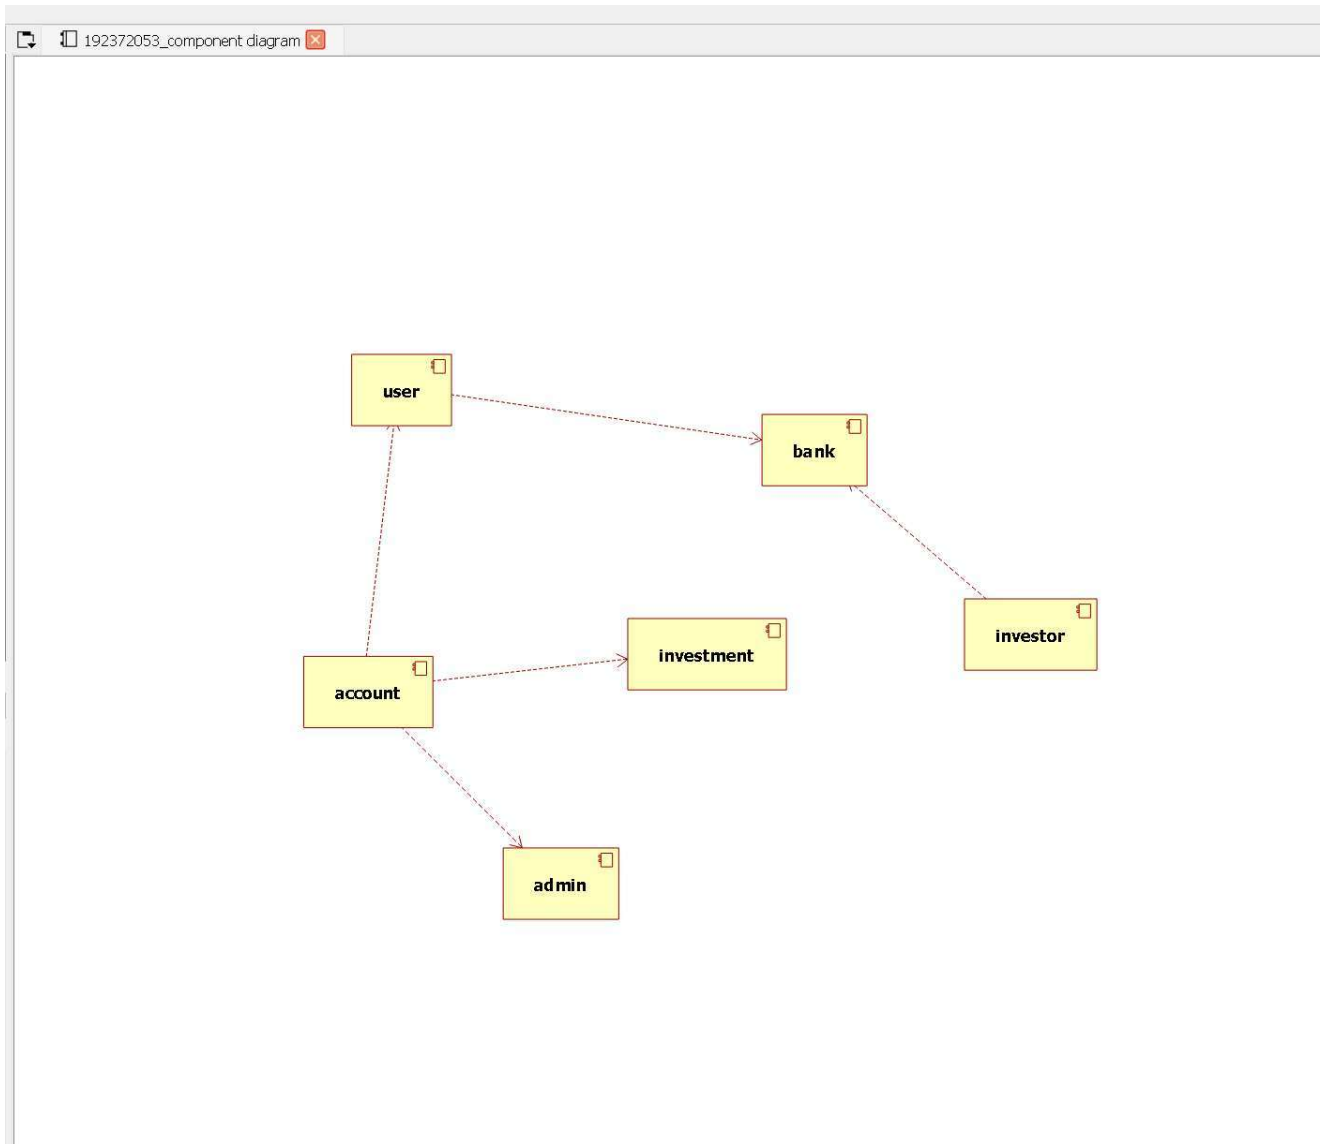 192372053_component diagram
user
bank
investor
investment
account
admin